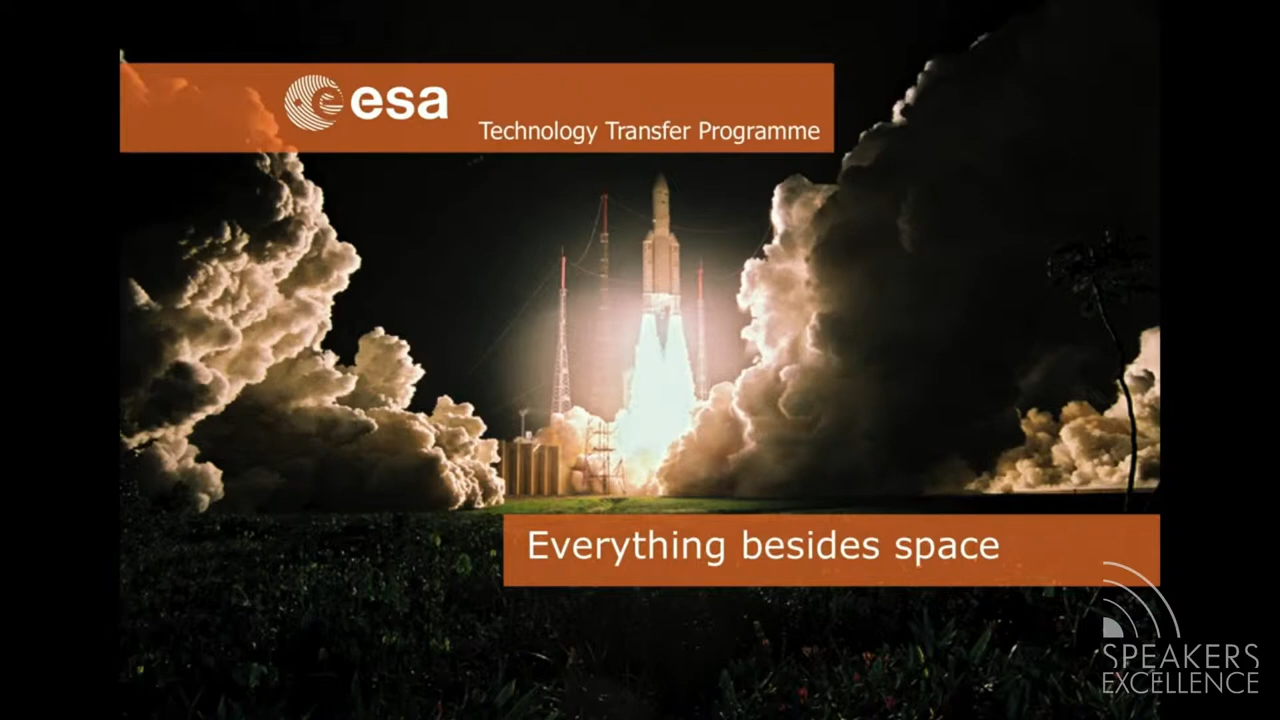 esa
Technology Transfer Programme
Everything besides space
SPEAKERS
EXCELLENCE